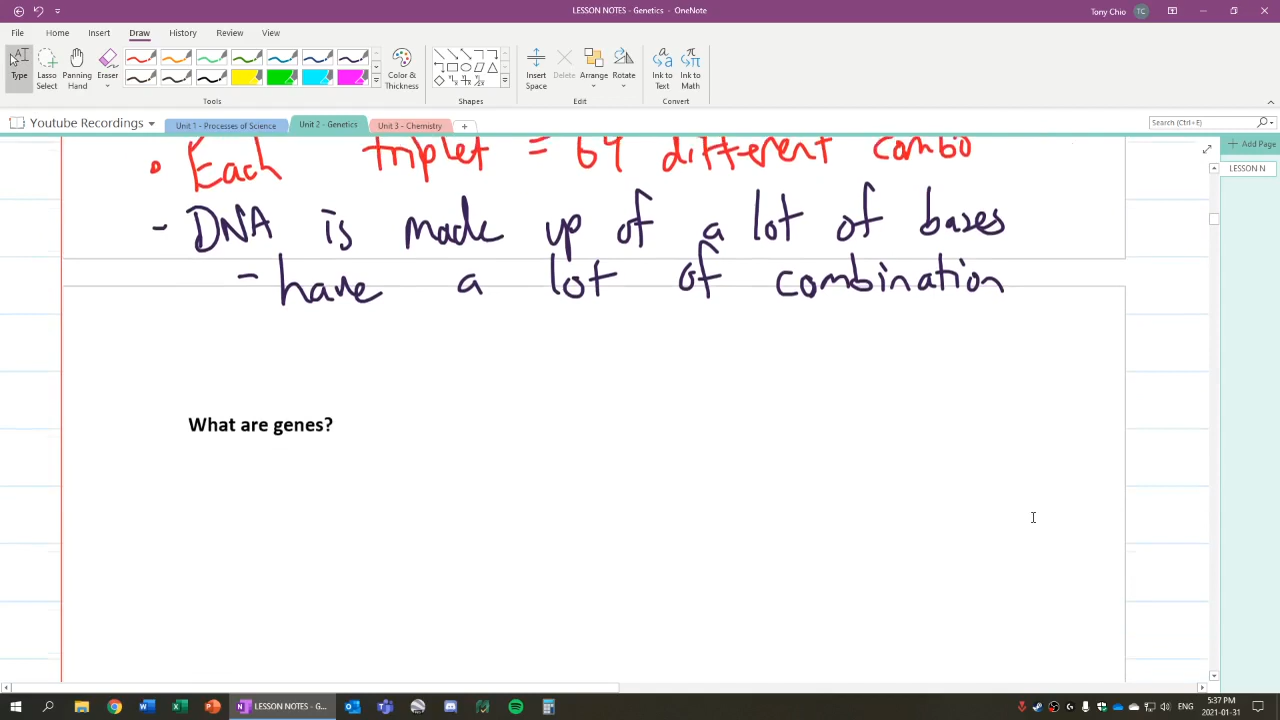 LESSON NOTES - Genetics - OneNote
Tony Chio TC
File Home Insert Draw History Review View
Type
Lasso Select
Panning Hand
Eraser
Color & Thickness
Insert Space
Delete
Arrange
Rotate
Ink to Text
Ink to Math
Tools Shapes Edit Convert
Youtube Recordings Unit 1 - Processes of Science Unit 2 - Genetics Unit 3 - Chemistry
Search (Ctrl+E)
Add Page
LESSON N
• Each triplet = 64 different combo
- DNA is made up of a lot of bases
- have a lot of combination
What are genes?
LESSON NOTES - G...
5:37 PM
2021-01-31